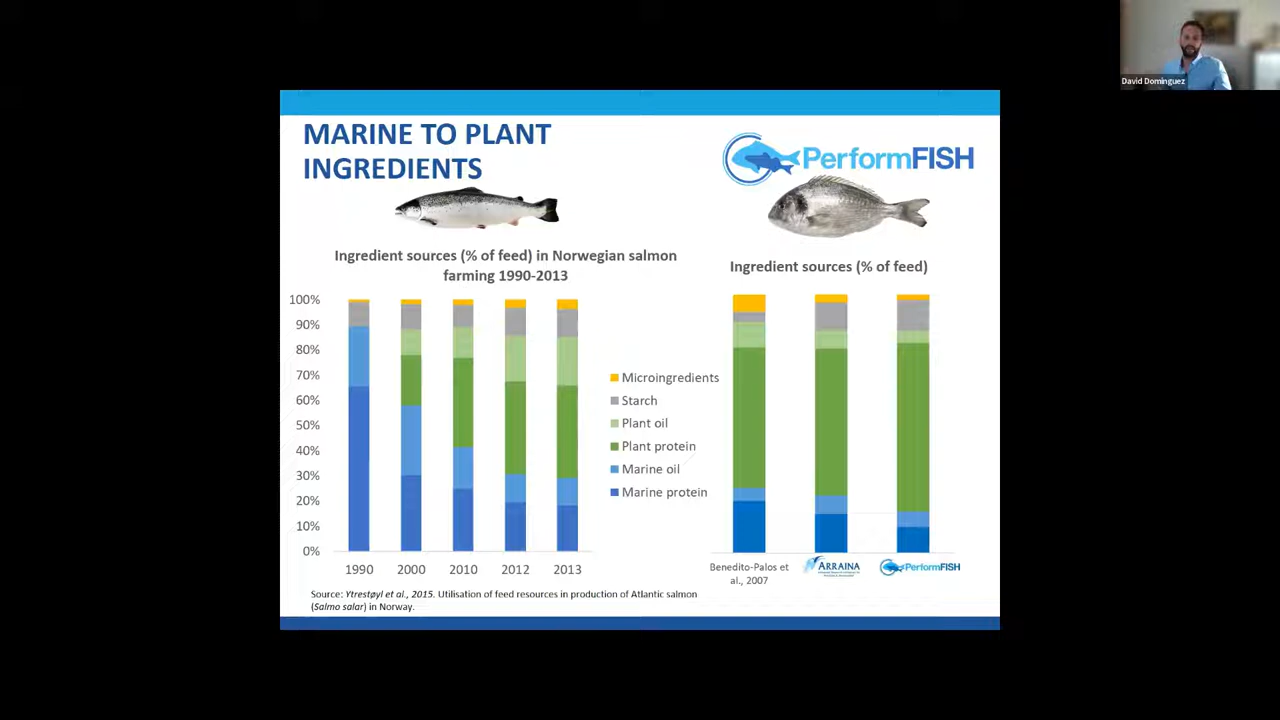 David Dominguez
MARINE TO PLANT
INGREDIENTS
PerformFISH
Ingredient sources (% of feed) in Norwegian salmon
farming 1990-2013
100%
90%
80%
70%
60%
50%
40%
30%
20%
10%
0%
1990 2000 2010 2012 2013
Microingredients
Starch
Plant oil
Plant protein
Marine oil
Marine protein
Source: Ytrestøyl et al., 2015. Utilisation of feed resources in production of Atlantic salmon
(Salmo salar) in Norway.
Ingredient sources (% of feed)
Benedito-Palos et
al., 2007
ARRAINA
PerformFISH